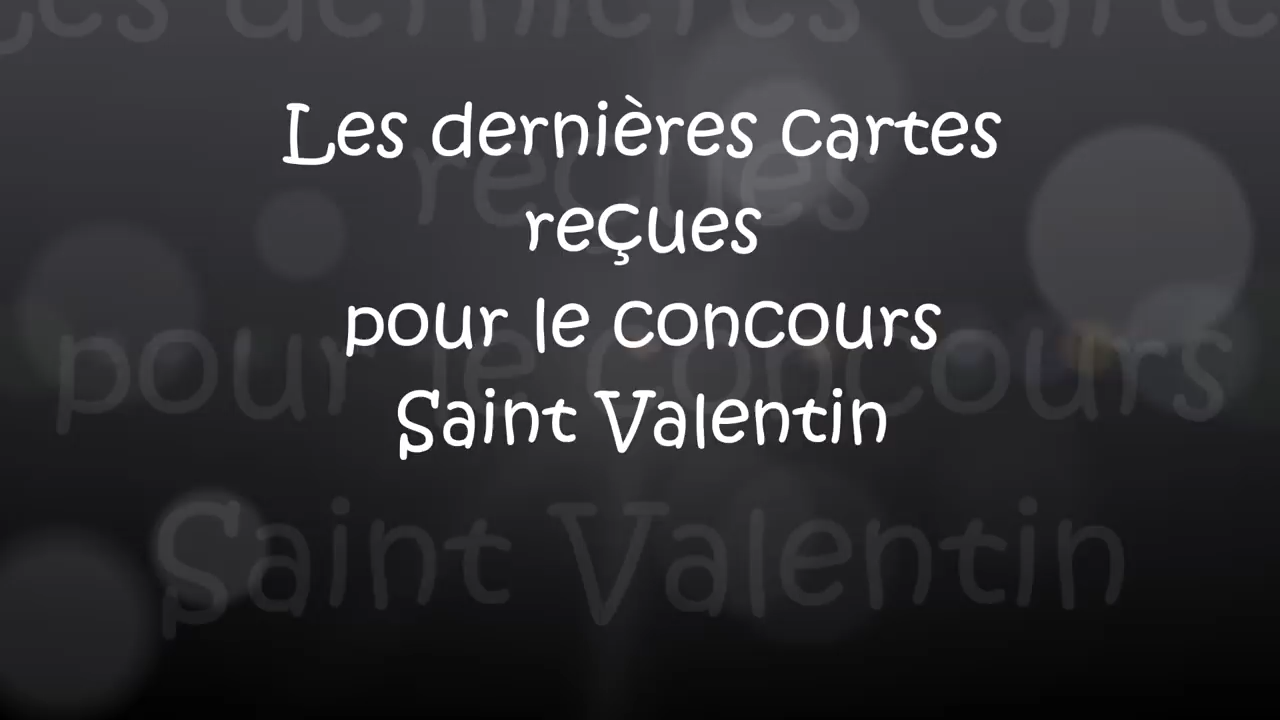 Les dernières cartes
reçues
pour le concours
Saint Valentin